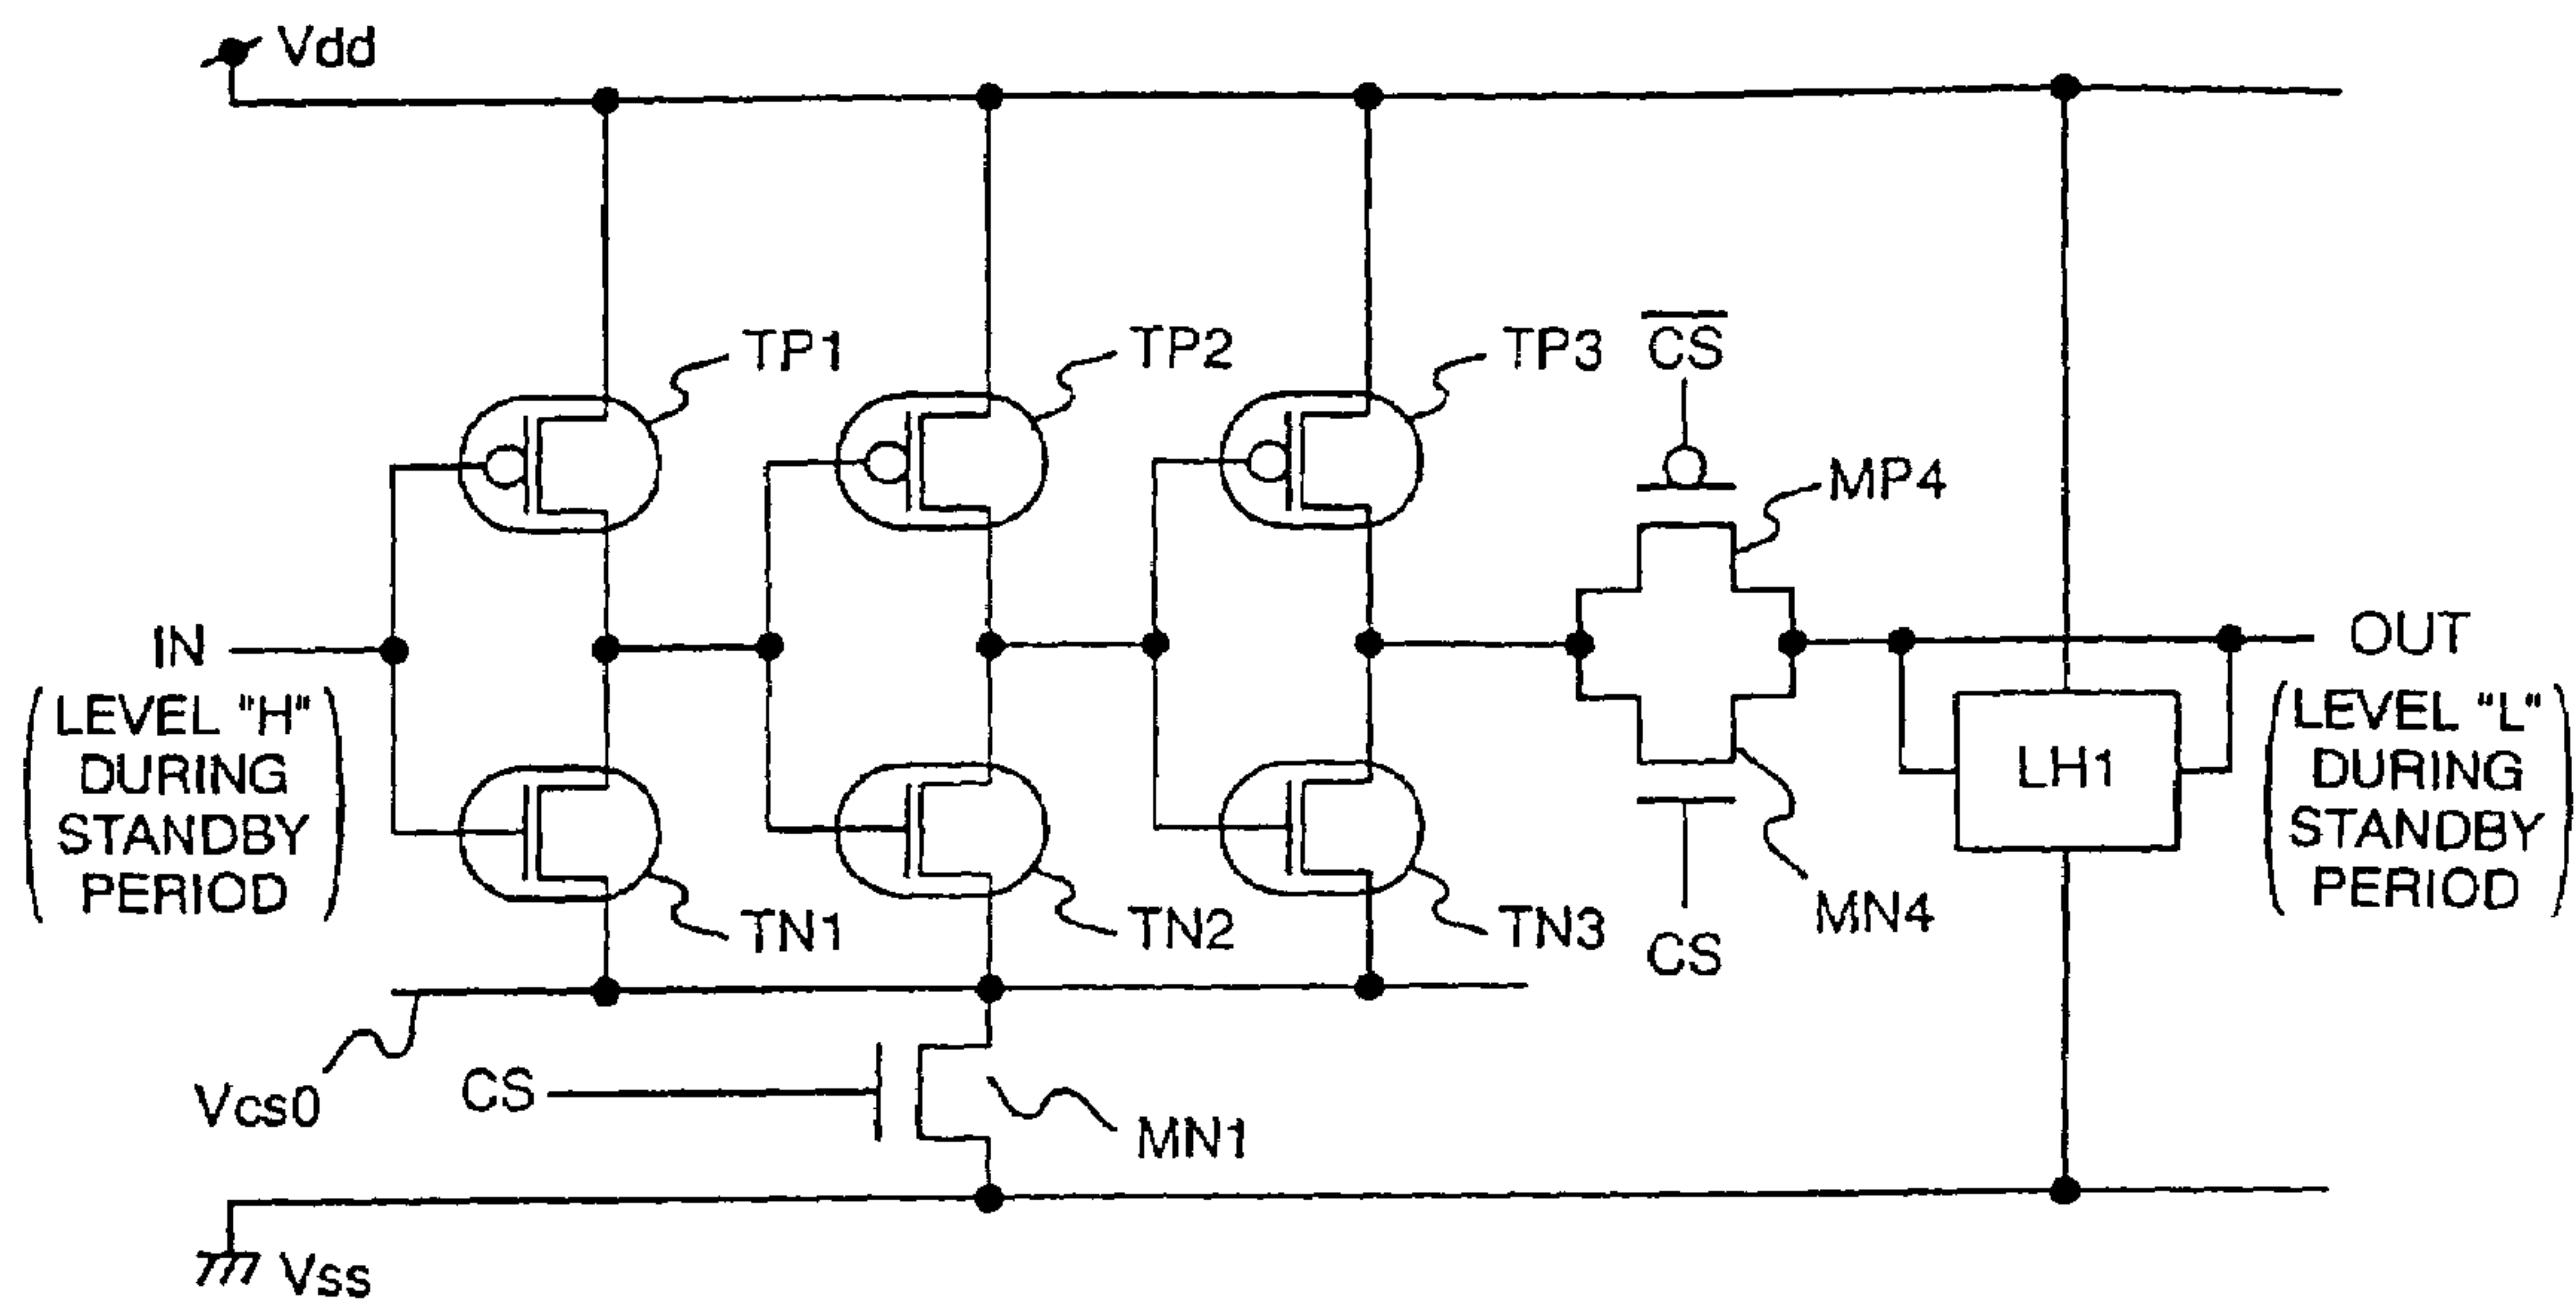 Vdd
TP1
TP2
TP3
C̅S̅
MP4
IN
(LEVEL "H"
DURING
STANDBY
PERIOD)
OUT
(LEVEL "L"
DURING
STANDBY
PERIOD)
LH1
TN1
TN2
TN3
MN4
CS
Vcs0
CS
MN1
Vss